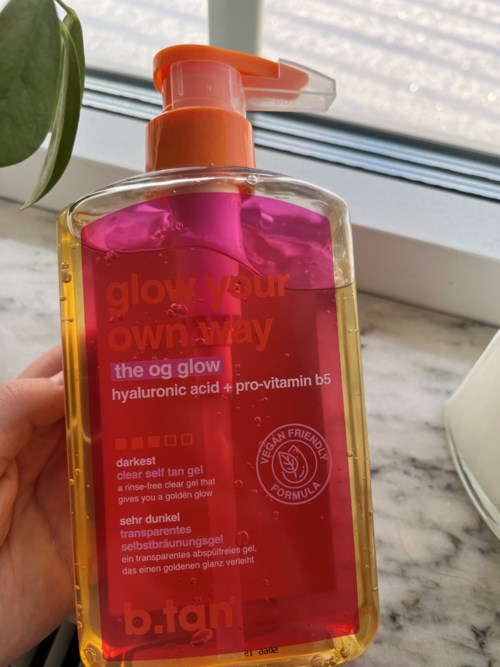 glow your
own way
the og glow
hyaluronic acid + pro-vitamin b5
VEGAN FRIENDLY
FORMULA
darkest
clear self tan gel
a rinse-free clear gel that
gives you a golden glow
sehr dunkel
transparentes
selbstbräunungsgel
ein transparentes abspülfreies gel,
das einen goldenen glanz verleiht
b.tan